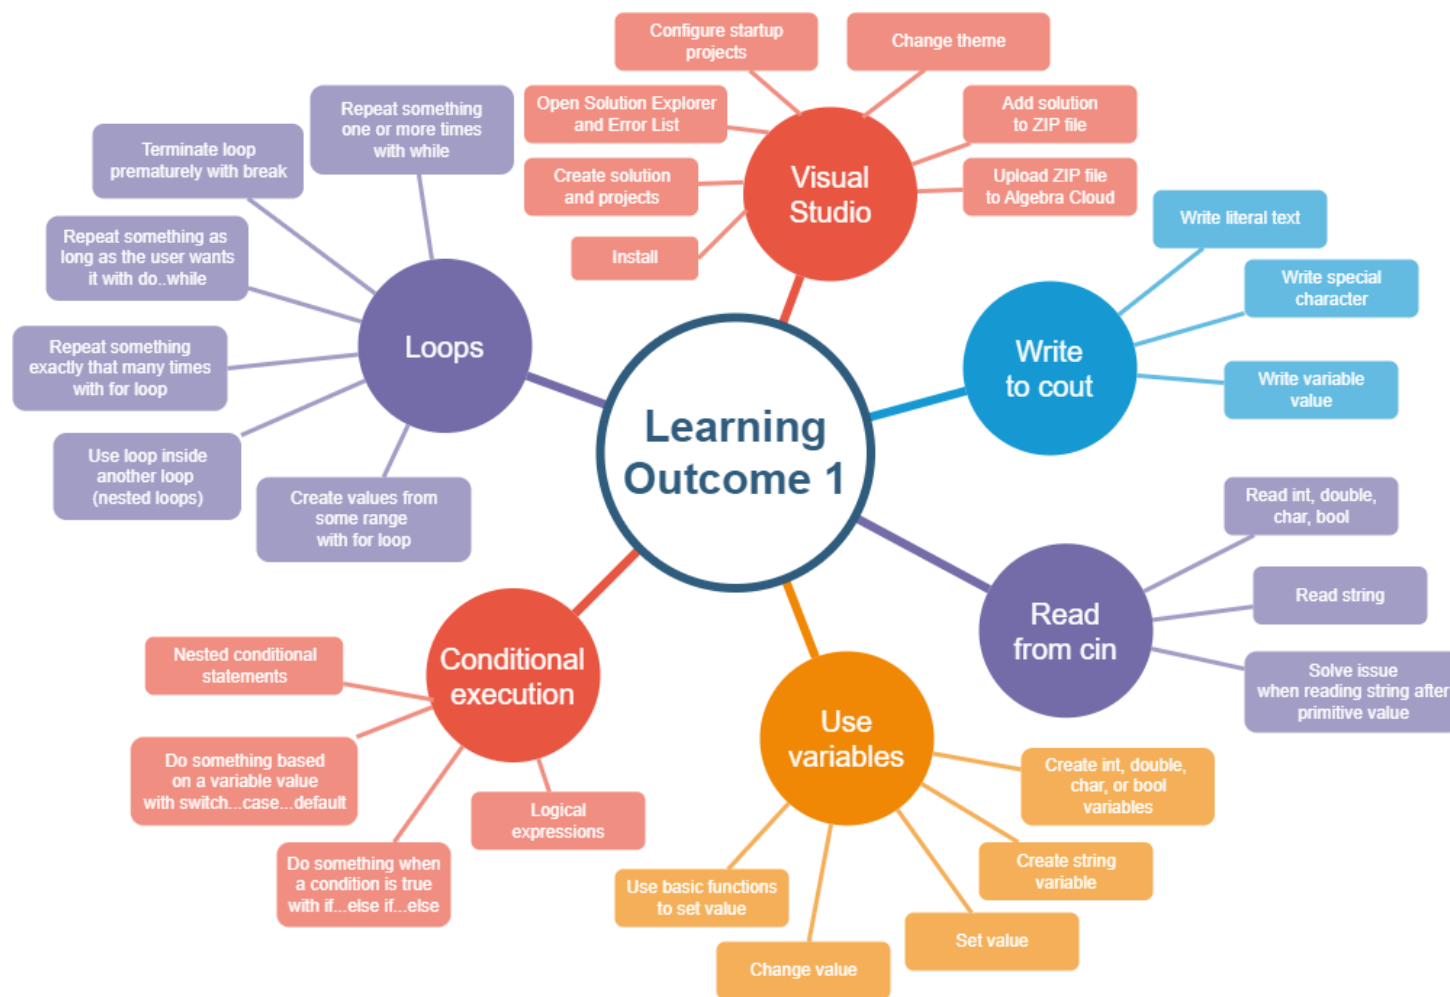 Learning
Outcome 1
Visual
Studio
Configure startup
projects
Change theme
Open Solution Explorer
and Error List
Add solution
to ZIP file
Create solution
and projects
Upload ZIP file
to Algebra Cloud
Install
Write
to cout
Write literal text
Write special
character
Write variable
value
Read
from cin
Read int, double,
char, bool
Read string
Solve issue
when reading string after
primitive value
Use
variables
Create int, double,
char, or bool
variables
Create string
variable
Set value
Change value
Use basic functions
to set value
Conditional
execution
Logical
expressions
Do something when
a condition is true
with if...else if...else
Do something based
on a variable value
with switch...case...default
Nested conditional
statements
Loops
Create values from
some range
with for loop
Use loop inside
another loop
(nested loops)
Repeat something
exactly that many times
with for loop
Repeat something as
long as the user wants
it with do..while
Terminate loop
prematurely with break
Repeat something
one or more times
with while